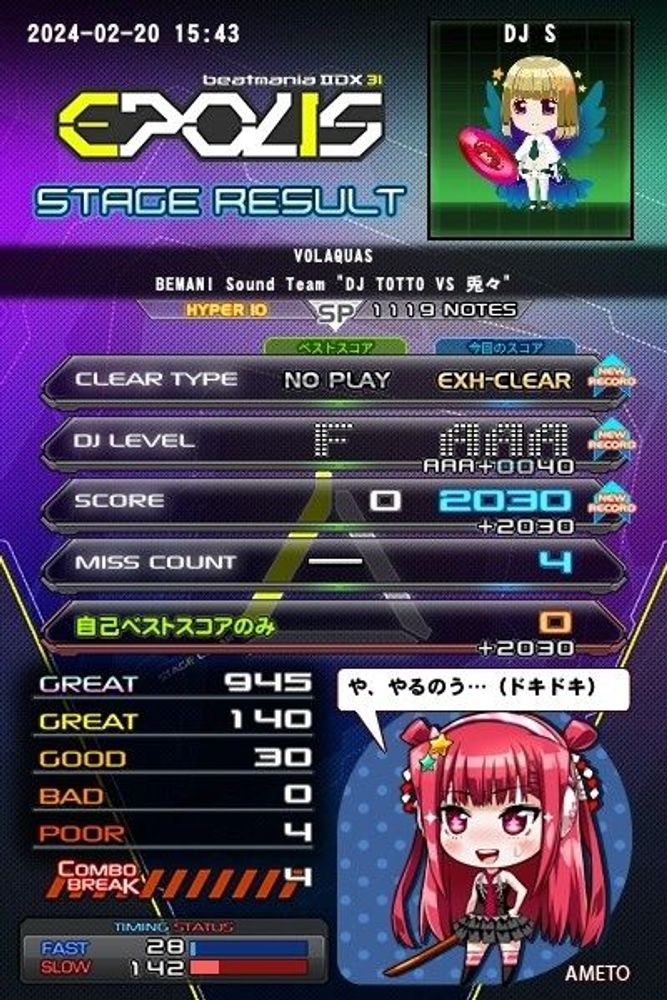 2024-02-20 15:43
DJ S
beatmania IIDX 31
EPOLIS
STAGE RESULT
VOLAQUAS
BEMANI Sound Team "DJ TOTTO VS 兎々"
HYPER 10 SP 1119 NOTES
ベストスコア 今回のスコア
CLEAR TYPE NO PLAY EXH-CLEAR NEW RECORD
DJ LEVEL F AAA NEW RECORD
AAA+0040
SCORE 0 2030 NEW RECORD
+2030
MISS COUNT — 4
自己ベストスコアのみ 0
+2030
GREAT 945
GREAT 140
GOOD 30
BAD 0
POOR 4
COMBO BREAK 4
TIMING STATUS
FAST 28
SLOW 142
や、やるのう…（ドキドキ）
AMETO